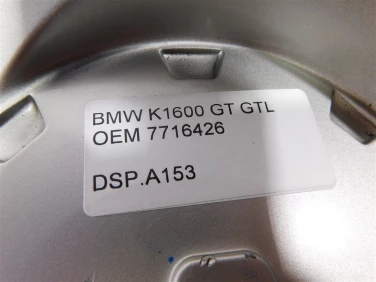 BMW K1600 GT GTL
OEM 7716426
DSP.A153